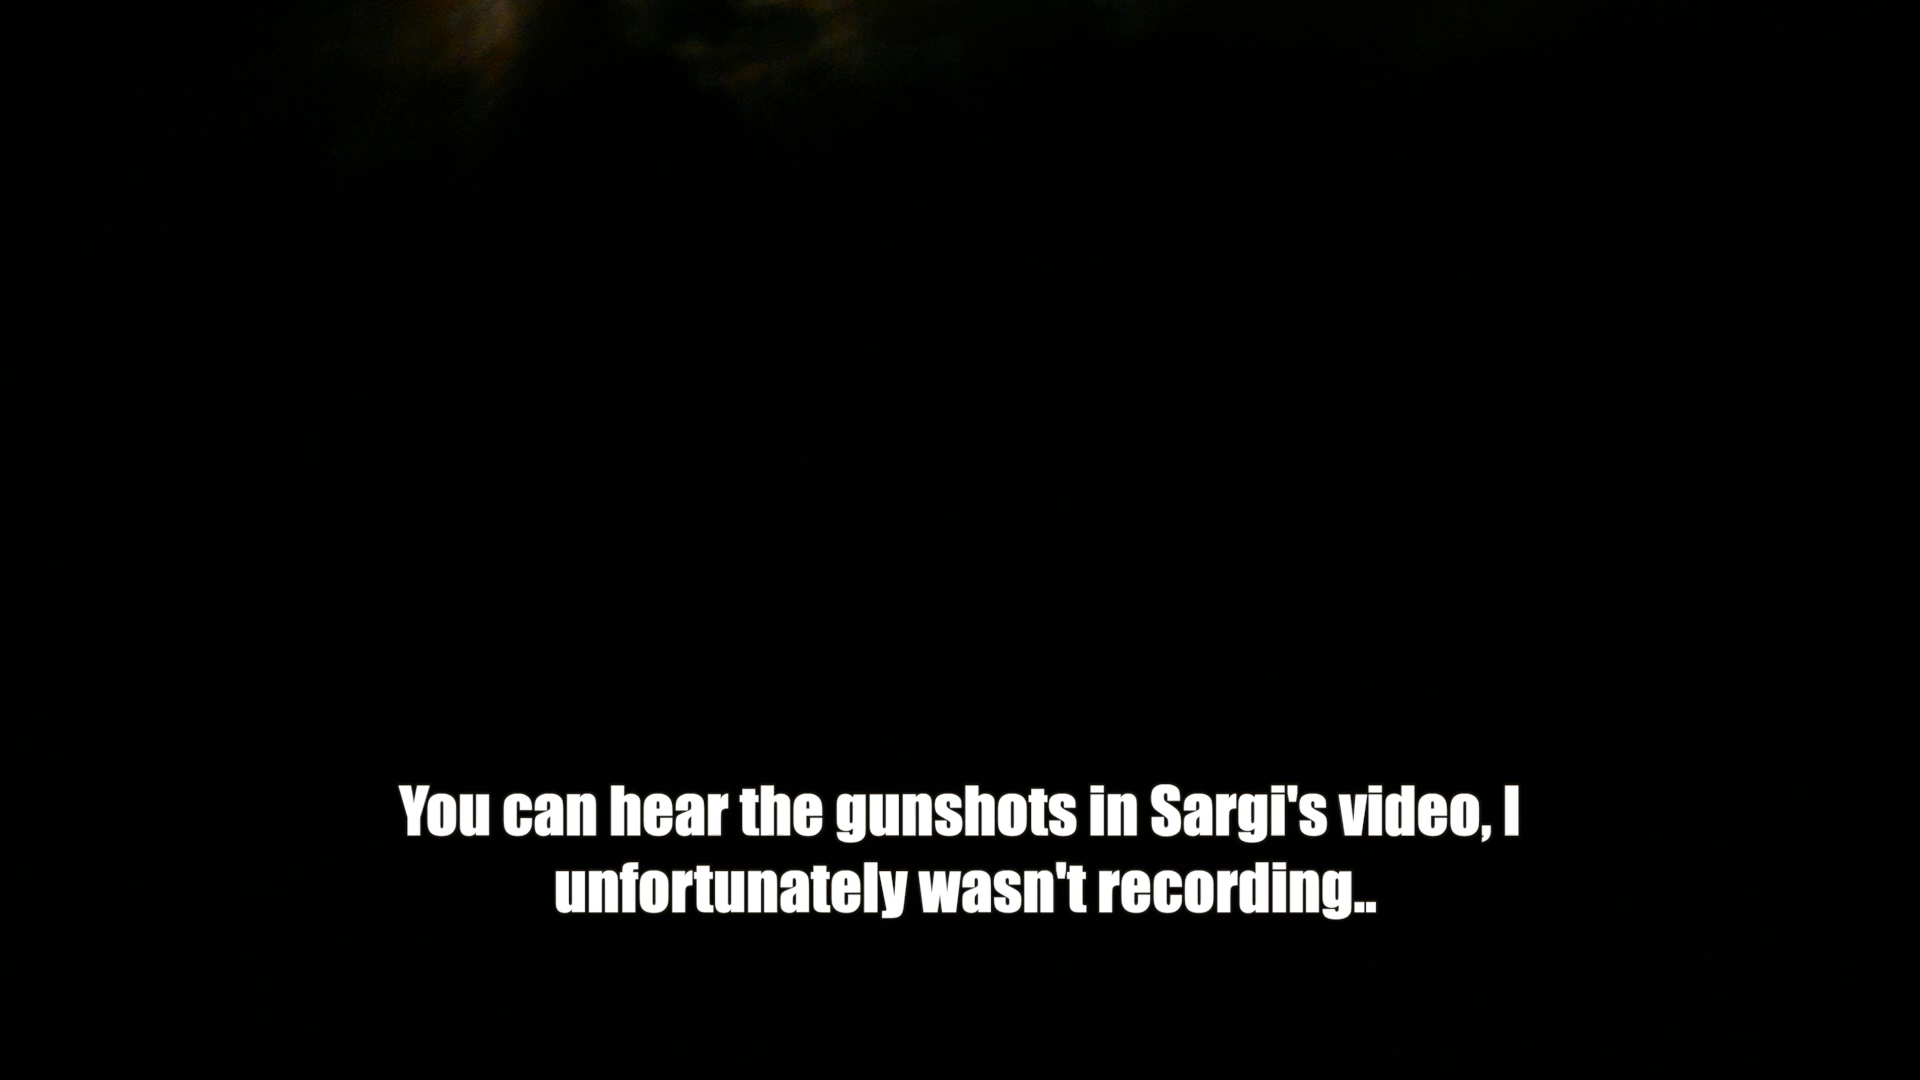 You can hear the gunshots in Sargi's video, I
unfortunately wasn't recording..